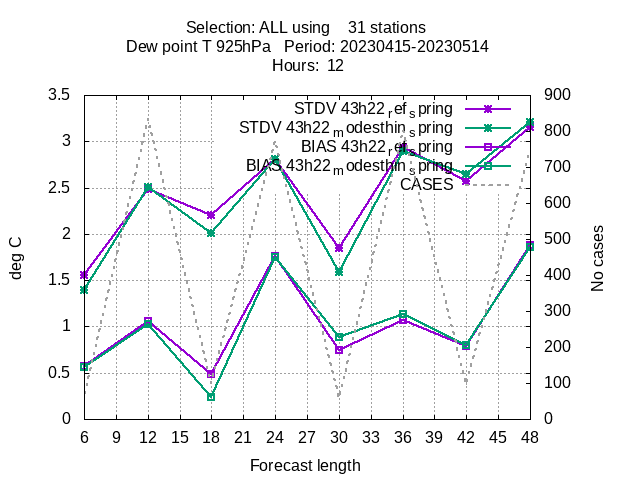 Selection: ALL using 31 stations
Dew point T 925hPa Period: 20230415-20230514
Hours: 12
STDV 43h22_ref_spring
STDV 43h22_modesthin_spring
BIAS 43h22_ref_spring
BIAS 43h22_modesthin_spring
CASES
deg C
3.5
3
2.5
2
1.5
1
0.5
0
No cases
900
800
700
600
500
400
300
200
100
0
6 9 12 15 18 21 24 27 30 33 36 39 42 45 48
Forecast length